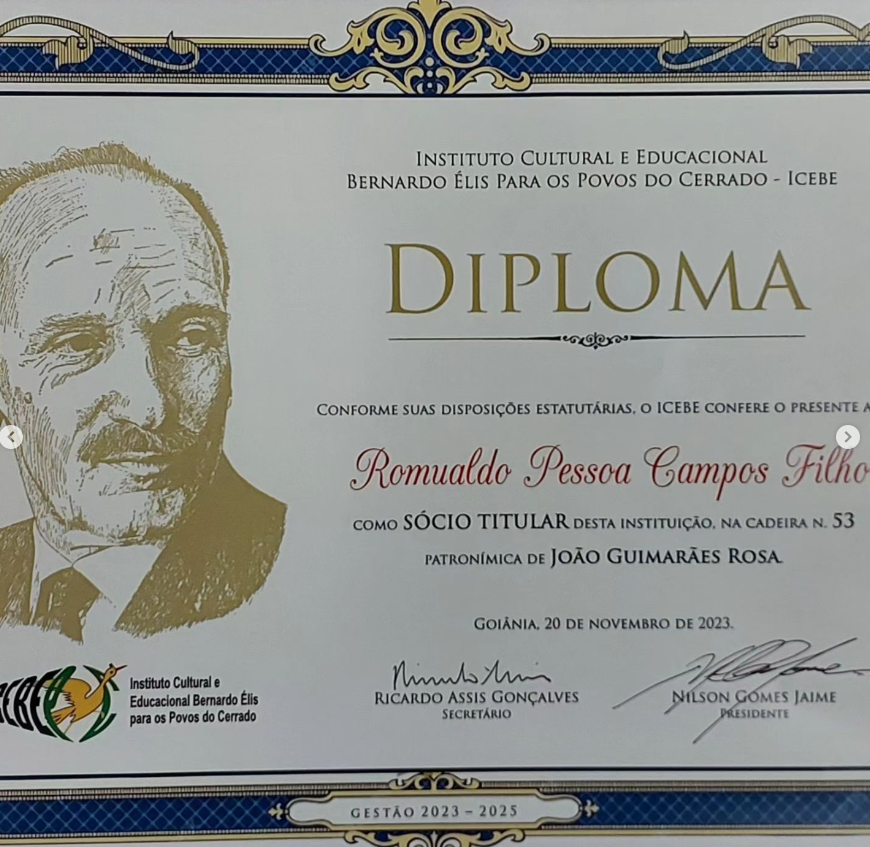 INSTITUTO CULTURAL E EDUCACIONAL
BERNARDO ÉLIS PARA OS POVOS DO CERRADO - ICEBE
DIPLOMA
CONFORME SUAS DISPOSIÇÕES ESTATUTÁRIAS, O ICEBE CONFERE O PRESENTE A
Romualdo Pessoa Campos Filho
COMO SÓCIO TITULAR DESTA INSTITUIÇÃO, NA CADEIRA N. 53
PATRONÍMICA DE JOÃO GUIMARÃES ROSA.
GOIÂNIA, 20 DE NOVEMBRO DE 2023.
RICARDO ASSIS GONÇALVES
SECRETÁRIO
NILSON GOMES JAIME
PRESIDENTE
ICEBE
Instituto Cultural e
Educacional Bernardo Élis
para os Povos do Cerrado
GESTÃO 2023 – 2025